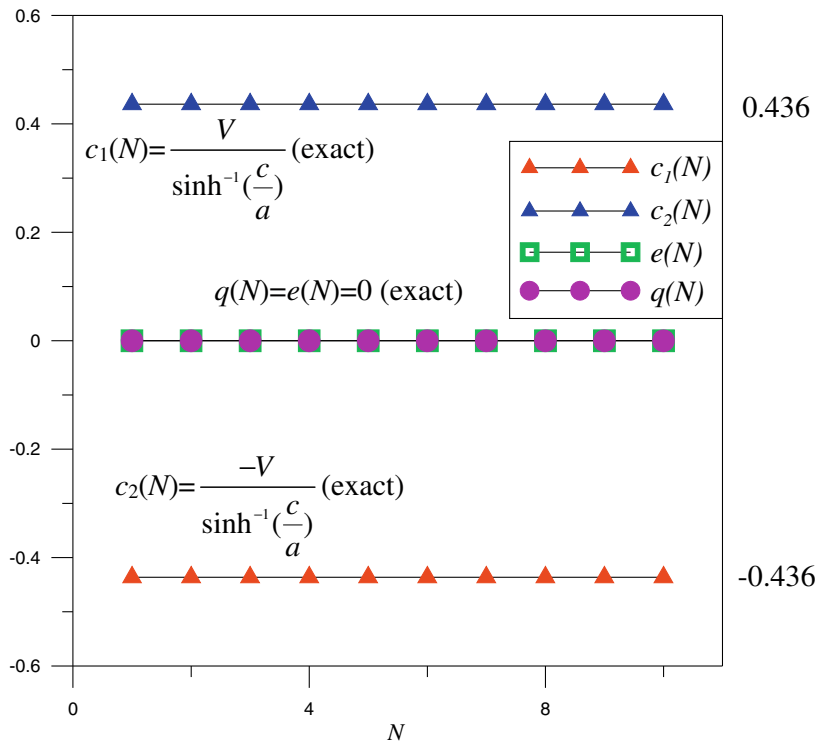 0.6
0.4
0.2
0
-0.2
-0.4
-0.6
0
4
8
N
0.436
-0.436
c₁(N)=V/sinh⁻¹(c/a) (exact)
q(N)=e(N)=0 (exact)
c₂(N)=–V/sinh⁻¹(c/a) (exact)
c₁(N)
c₂(N)
e(N)
q(N)